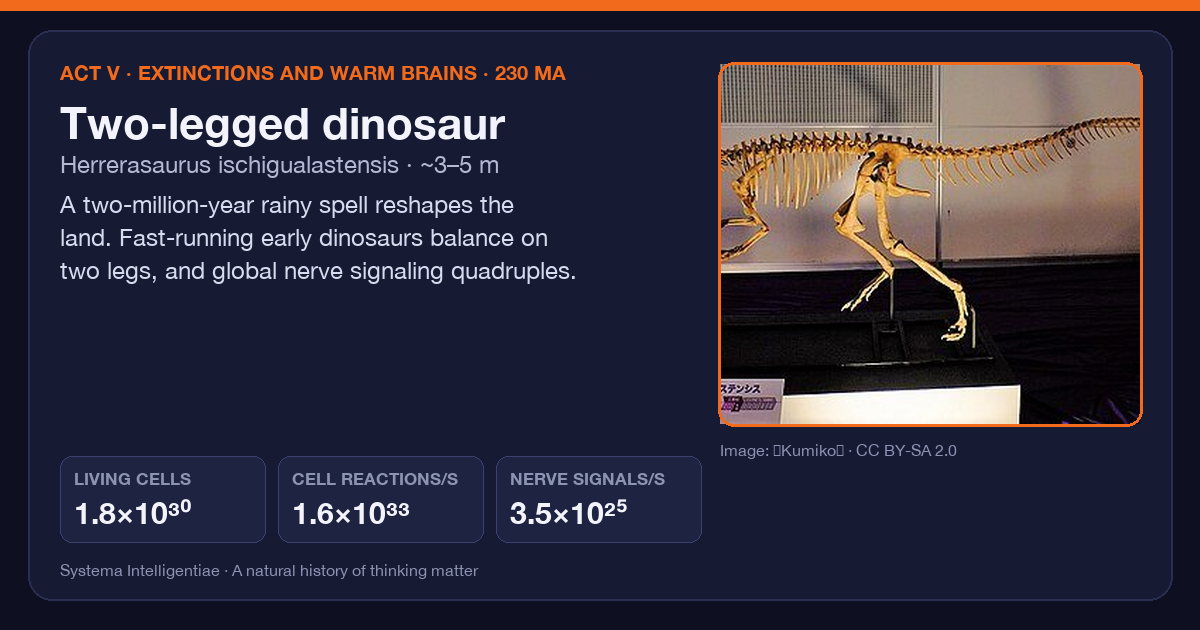 ACT V · EXTINCTIONS AND WARM BRAINS · 230 MA
Two-legged dinosaur
Herrerasaurus ischigualastensis · ~3–5 m
A two-million-year rainy spell reshapes the
land. Fast-running early dinosaurs balance on
two legs, and global nerve signaling quadruples.
ステンシス
Image: ▯Kumiko▯ · CC BY-SA 2.0
LIVING CELLS
1.8×10³⁰
CELL REACTIONS/S
1.6×10³³
NERVE SIGNALS/S
3.5×10²⁵
Systema Intelligentiae · A natural history of thinking matter